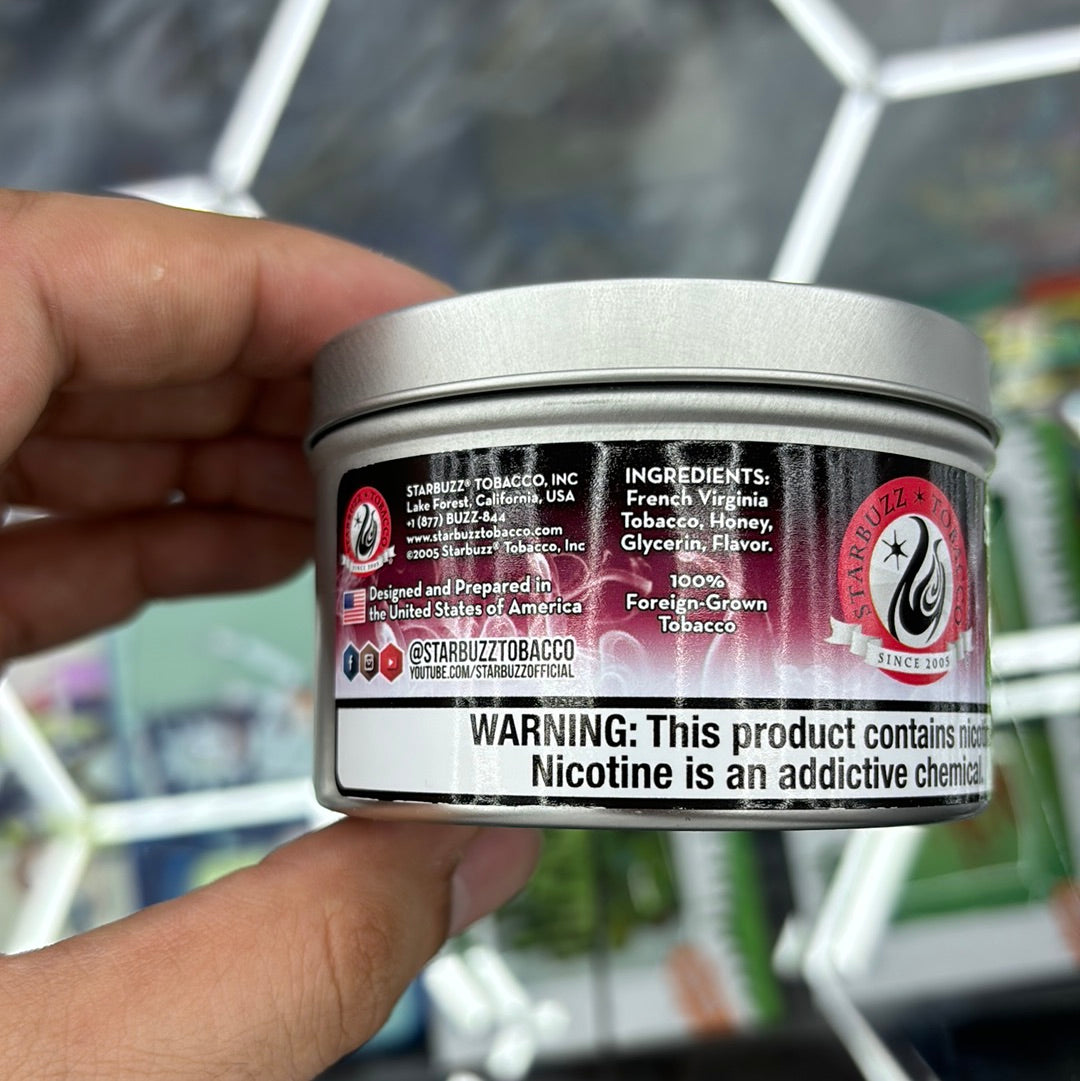 STARBUZZ® TOBACCO, INC
Lake Forest, California, USA
+1 (877) BUZZ-844
www.starbuzztobacco.com
©2005 Starbuzz® Tobacco, Inc
Designed and Prepared in
the United States of America
@STARBUZZTOBACCO
YOUTUBE.COM/STARBUZZOFFICIAL
INGREDIENTS:
French Virginia
Tobacco, Honey,
Glycerin, Flavor.
100%
Foreign-Grown
Tobacco
STARBUZZ TOBACCO
SINCE 2005
WARNING: This product contains
Nicotine is an addictive chemical.